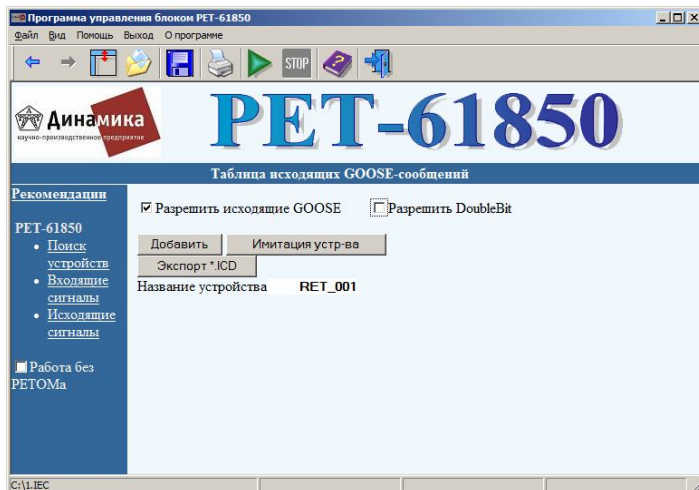 Программа управления блоком РЕТ-61850
Файл Вид Помощь Выход О программе
STOP
Динамика
научно-производственное предприятие
РЕТ-61850
Таблица исходящих GOOSE-сообщений
Рекомендации
РЕТ-61850
Поиск
устройств
Входящие
сигналы
Исходящие
сигналы
Работа без
РЕТОМа
Разрешить исходящие GOOSE Разрешить DoubleBit
Добавить Имитация устр-ва
Экспорт *.ICD
Название устройства RET_001
C:\1.IEC